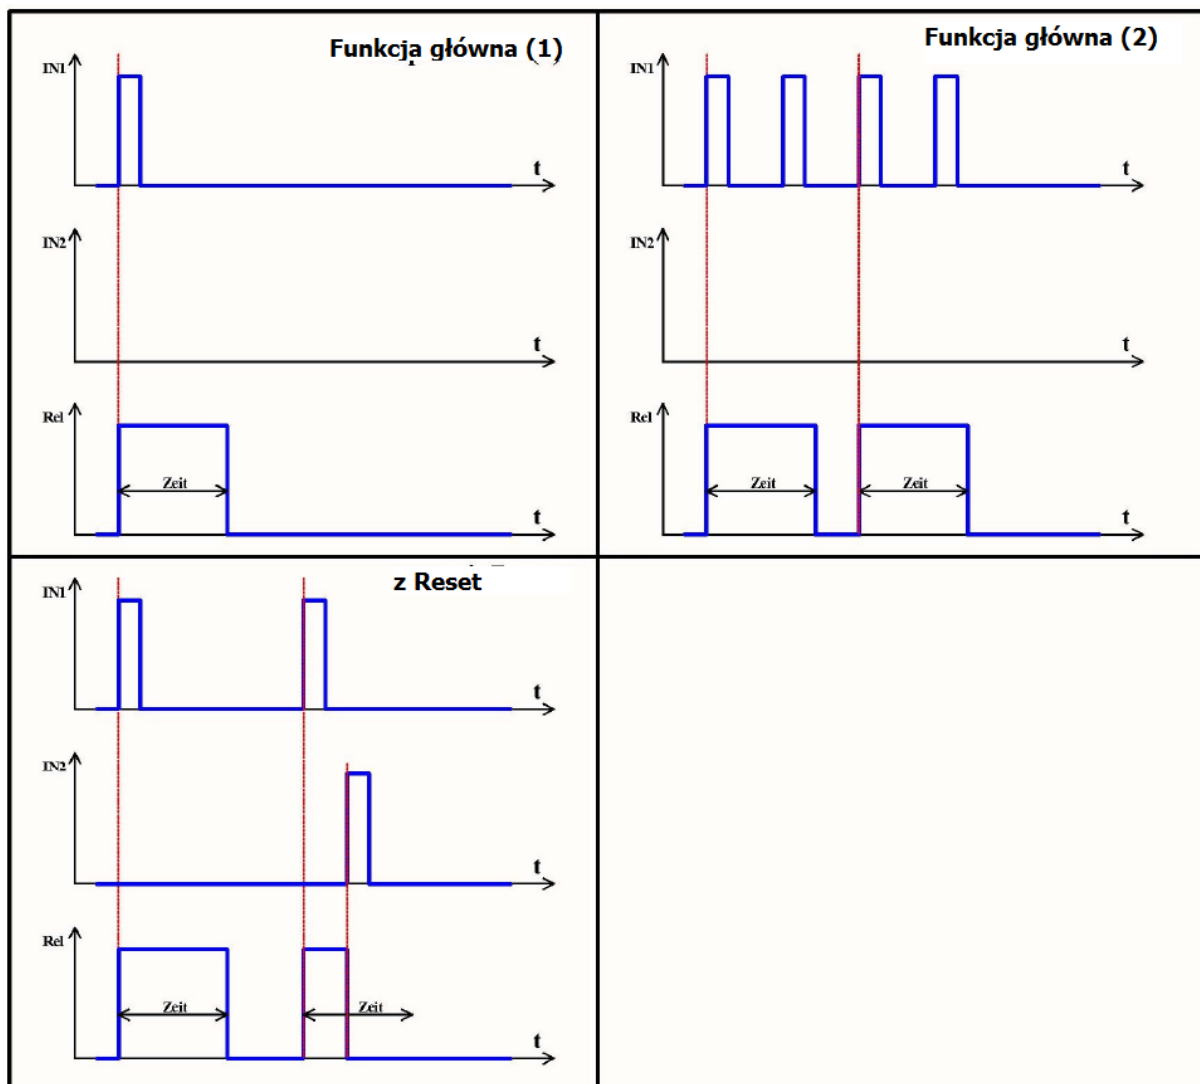 Funkcja główna (1)
IN1
t
IN2
t
Rel
Zeit
t
Funkcja główna (2)
IN1
t
IN2
t
Rel
Zeit
Zeit
t
z Reset
IN1
t
IN2
t
Rel
Zeit
Zeit
t